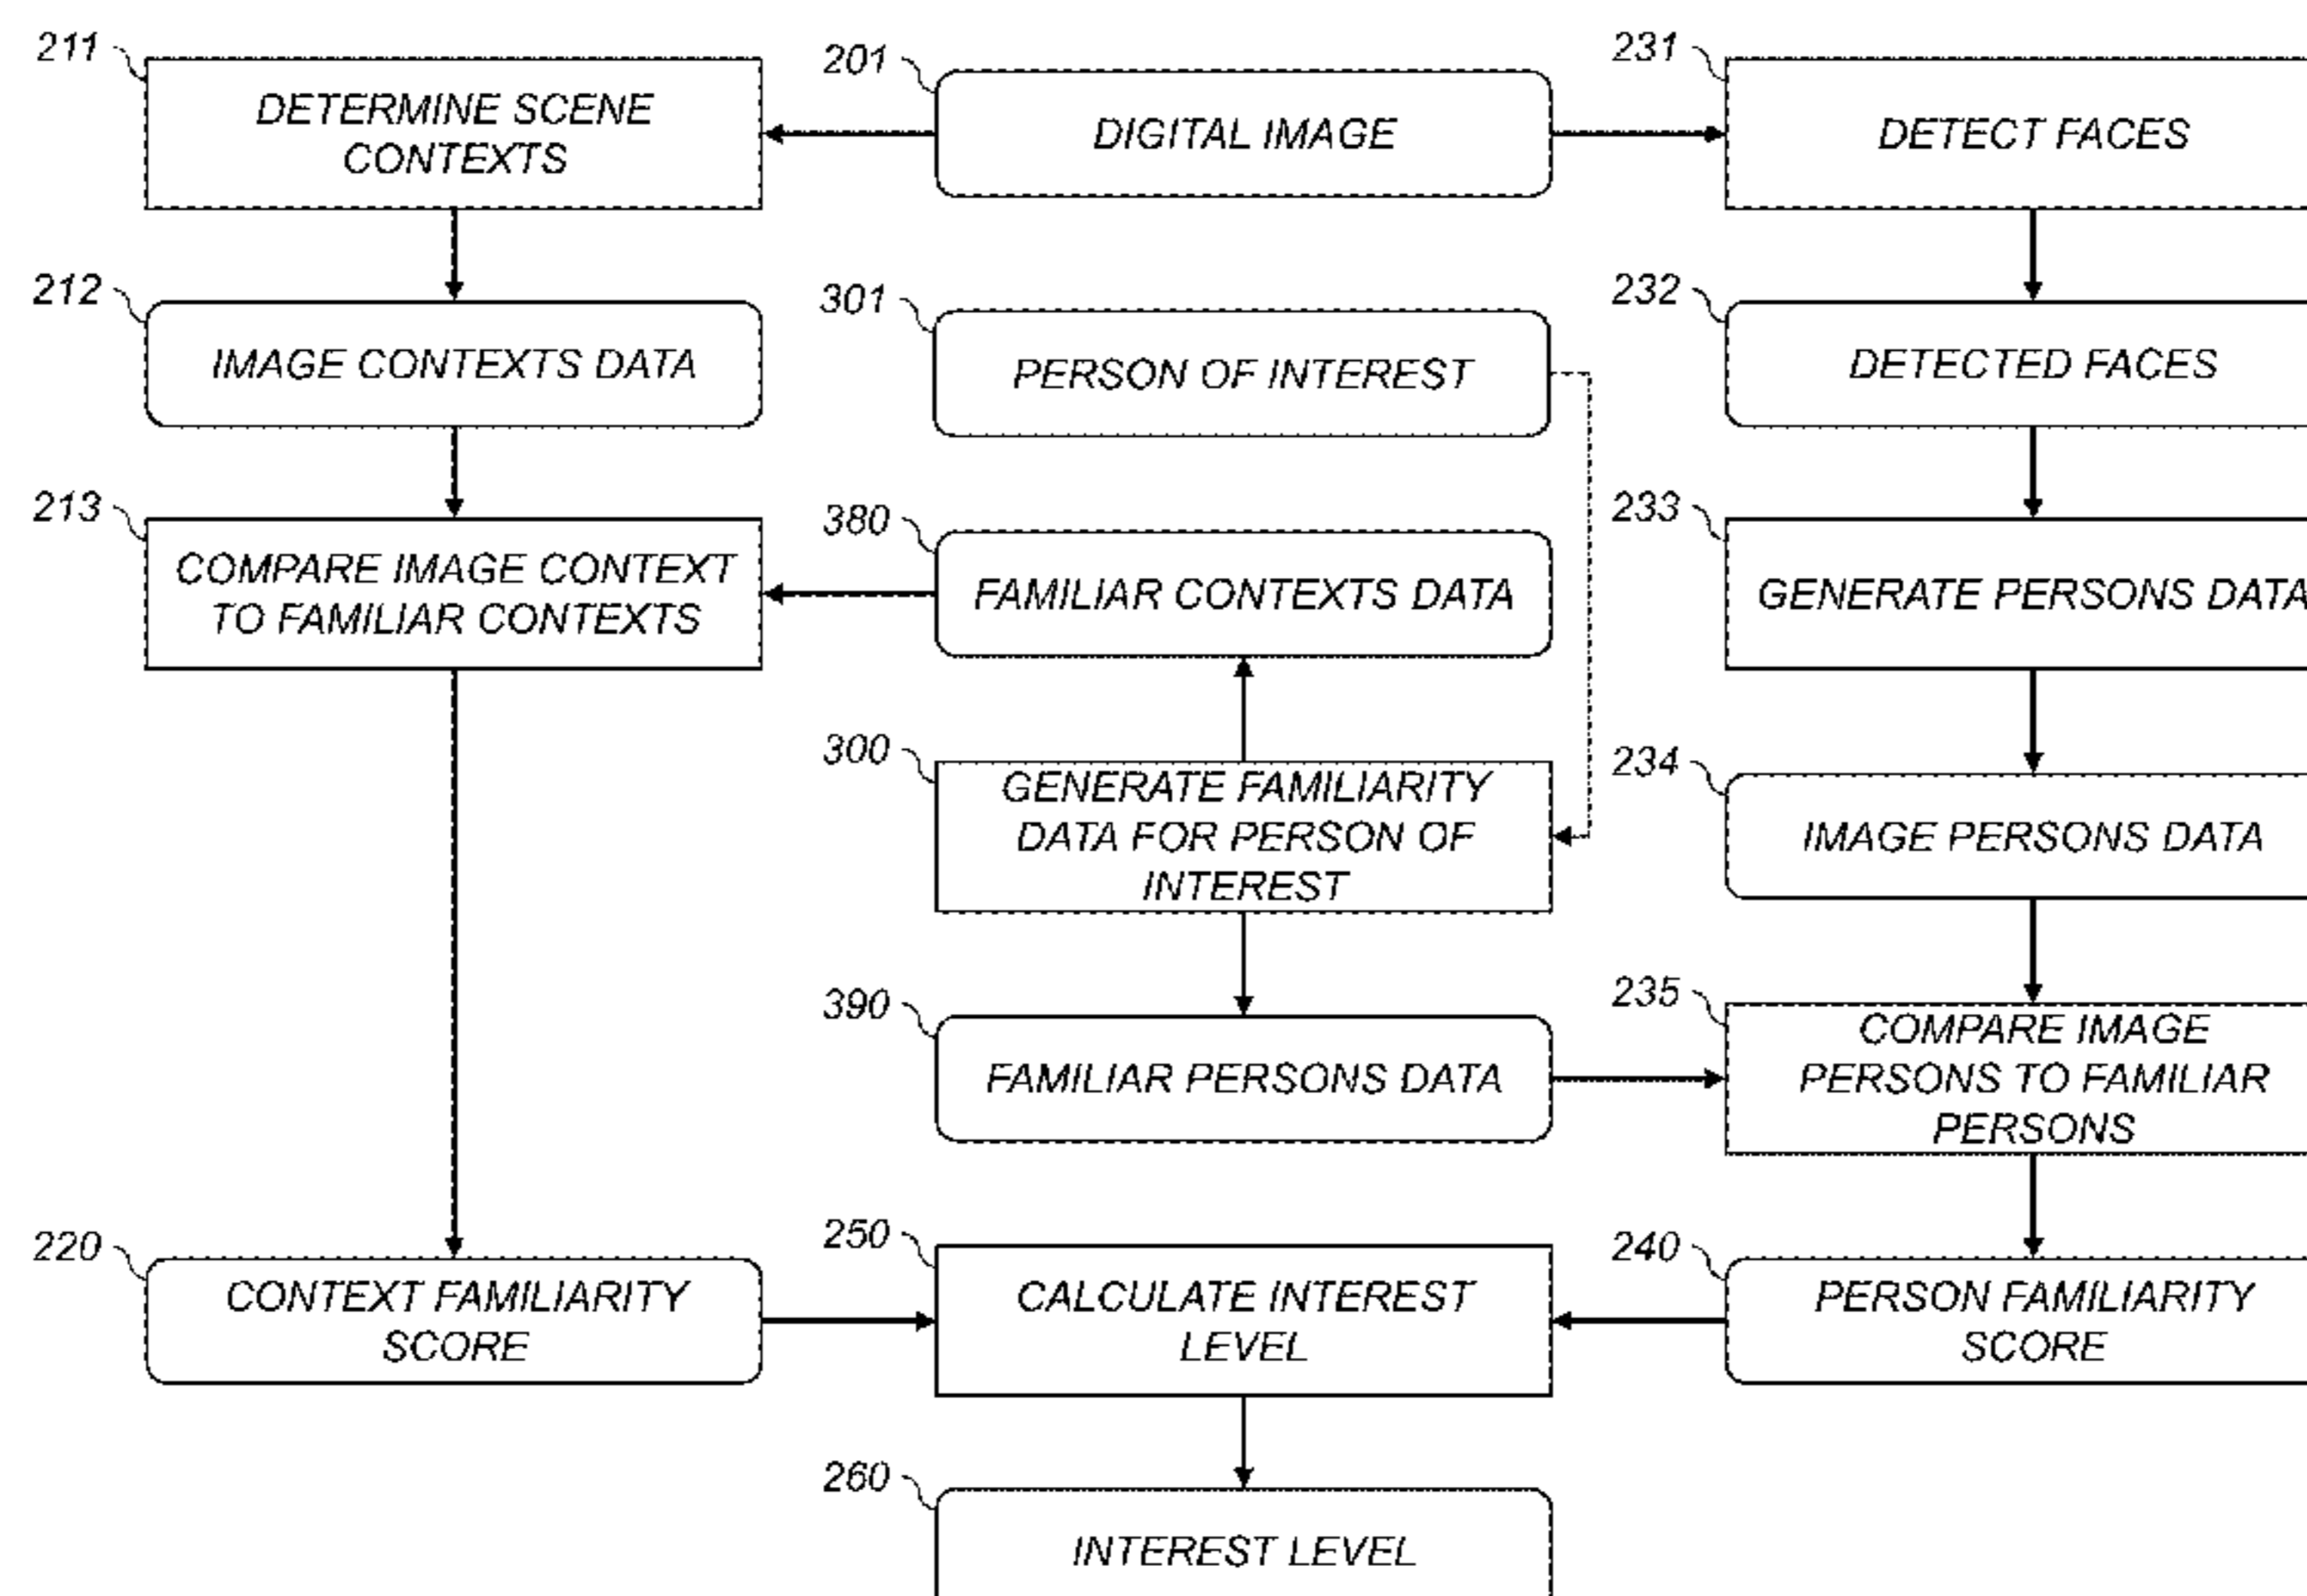 211
DETERMINE SCENE
CONTEXTS
201
DIGITAL IMAGE
231
DETECT FACES
212
IMAGE CONTEXTS DATA
301
PERSON OF INTEREST
232
DETECTED FACES
213
COMPARE IMAGE CONTEXT
TO FAMILIAR CONTEXTS
380
FAMILIAR CONTEXTS DATA
233
GENERATE PERSONS DATA
300
GENERATE FAMILIARITY
DATA FOR PERSON OF
INTEREST
234
IMAGE PERSONS DATA
390
FAMILIAR PERSONS DATA
235
COMPARE IMAGE
PERSONS TO FAMILIAR
PERSONS
220
CONTEXT FAMILIARITY
SCORE
250
CALCULATE INTEREST
LEVEL
240
PERSON FAMILIARITY
SCORE
260
INTEREST LEVEL